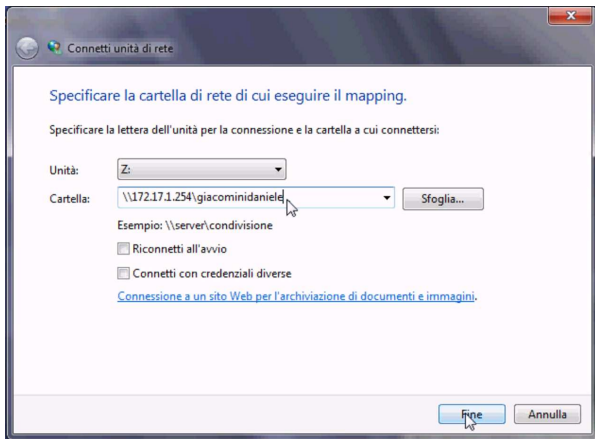 Connetti unità di rete
Specificare la cartella di rete di cui eseguire il mapping.
Specificare la lettera dell'unità per la connessione e la cartella a cui connettersi:
Unità: Z:
Cartella: \\172.17.1.254\giacominidaniele Sfoglia...
Esempio: \\server\condivisione
Riconnetti all'avvio
Connetti con credenziali diverse
Connessione a un sito Web per l'archiviazione di documenti e immagini.
Fine Annulla